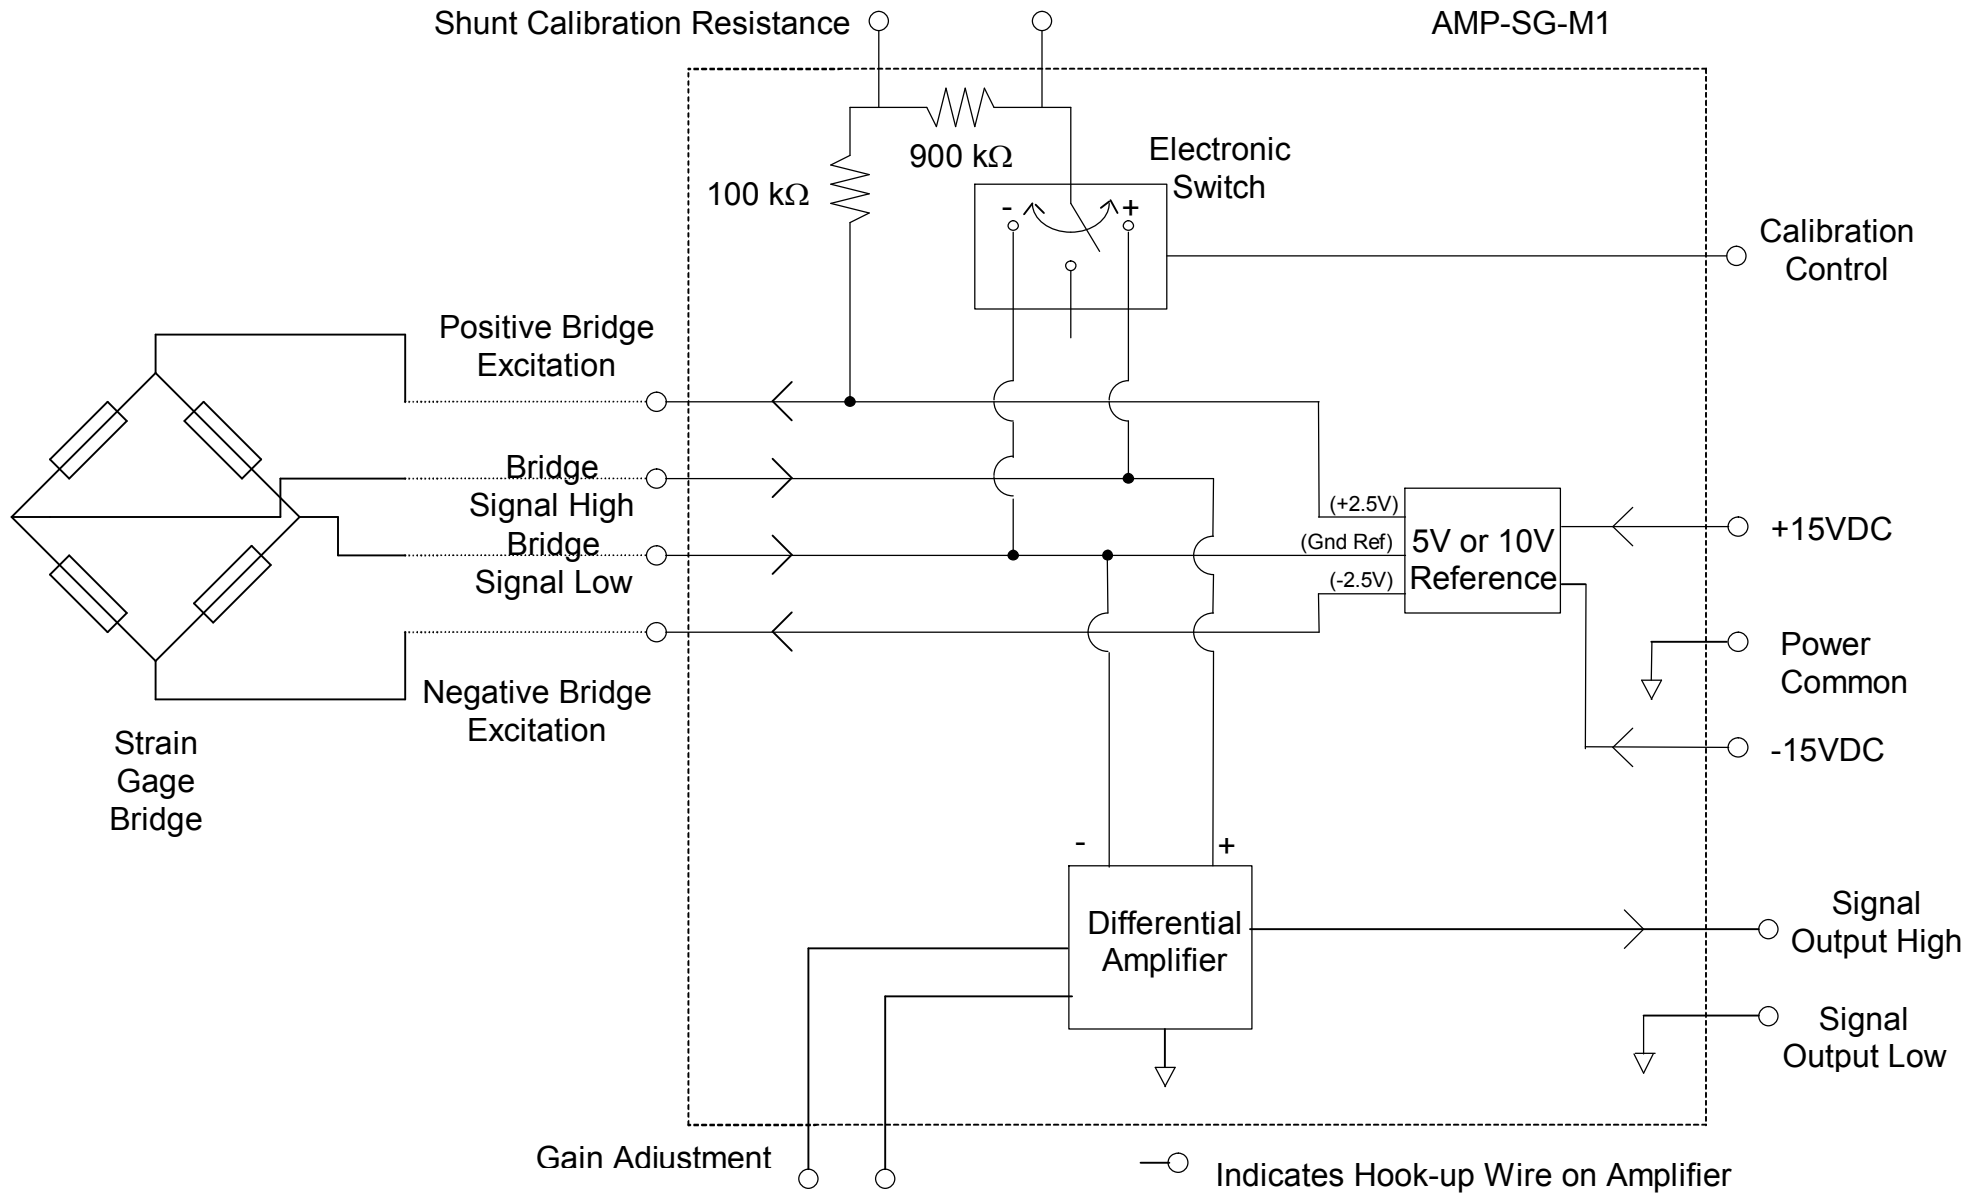 Shunt Calibration Resistance
AMP-SG-M1
900 kΩ
100 kΩ
Electronic
Switch
-
+
Calibration
Control
Positive Bridge
Excitation
Bridge
Signal High
Bridge
Signal Low
Negative Bridge
Excitation
(+2.5V)
(Gnd Ref)
(-2.5V)
5V or 10V
Reference
+15VDC
Power
Common
-15VDC
Strain
Gage
Bridge
-
+
Differential
Amplifier
Signal
Output High
Signal
Output Low
Gain Adjustment
Indicates Hook-up Wire on Amplifier